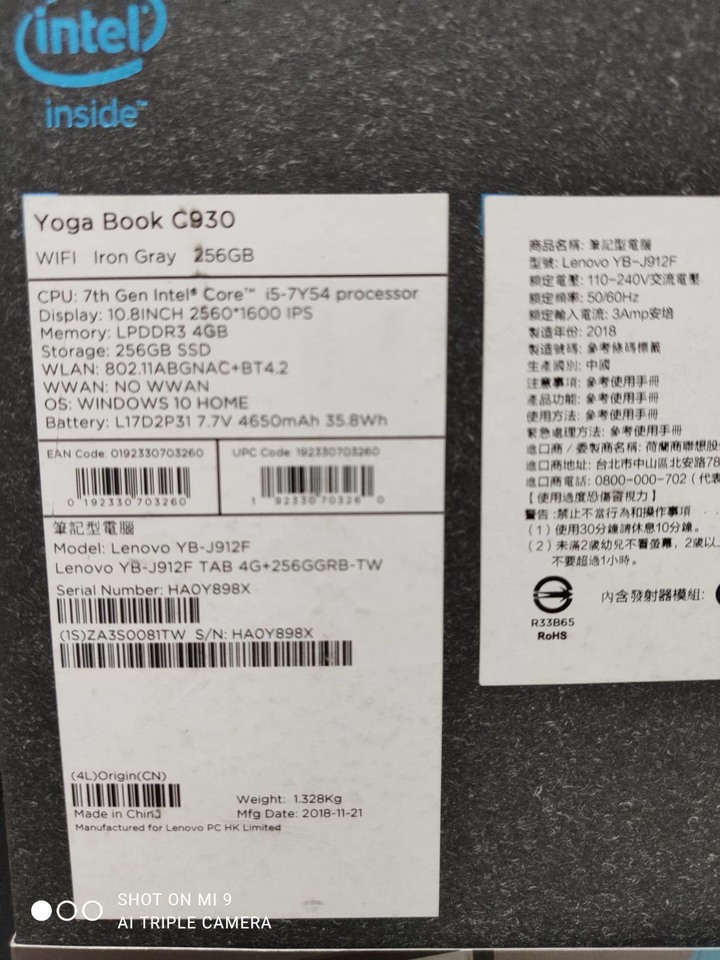 intel
inside™
Yoga Book C930
WIFI Iron Gray 256GB
CPU: 7th Gen Intel® Core™ i5-7Y54 processor
Display: 10.8INCH 2560*1600 IPS
Memory: LPDDR3 4GB
Storage: 256GB SSD
WLAN: 802.11ABGNAC+BT4.2
WWAN: NO WWAN
OS: WINDOWS 10 HOME
Battery: L17D2P31 7.7V 4650mAh 35.8Wh
EAN Code: 0192330703260
UPC Code: 192330703260
0 192330 703260
1 92330 70326 0
筆記型電腦
Model: Lenovo YB-J912F
Lenovo YB-J912F TAB 4G+256GGRB-TW
Serial Number: HA0Y898X
(1S)ZA3S0081TW S/N: HA0Y898X
(4L)Origin(CN)
Made in China
Weight: 1.328Kg
Mfg Date: 2018-11-21
Manufactured for Lenovo PC HK Limited
商品名稱: 筆記型電腦
型號: Lenovo YB-J912F
額定電壓: 110-240V交流電壓
額定頻率: 50/60Hz
額定輸入電流: 3Amp安培
製造年份: 2018
製造號碼: 參考條碼標籤
生產國別: 中國
注意事項: 參考使用手冊
產品功能: 參考使用手冊
使用方法: 參考使用手冊
緊急處理方法: 參考使用手冊
進口商 / 委製商名稱: 荷蘭商聯想股
進口商地址: 台北市中山區北安路78
進口商電話: 0800-000-702 (代表
【使用過度恐傷害視力】
警告 :禁止不當行為和操作事項
(1) 使用30分鐘請休息10分鐘。
(2) 未滿2歲幼兒不看螢幕，2歲以
不要超過1小時。
R33B65
RoHS
內含發射器模組:
SHOT ON MI 9
AI TRIPLE CAMERA